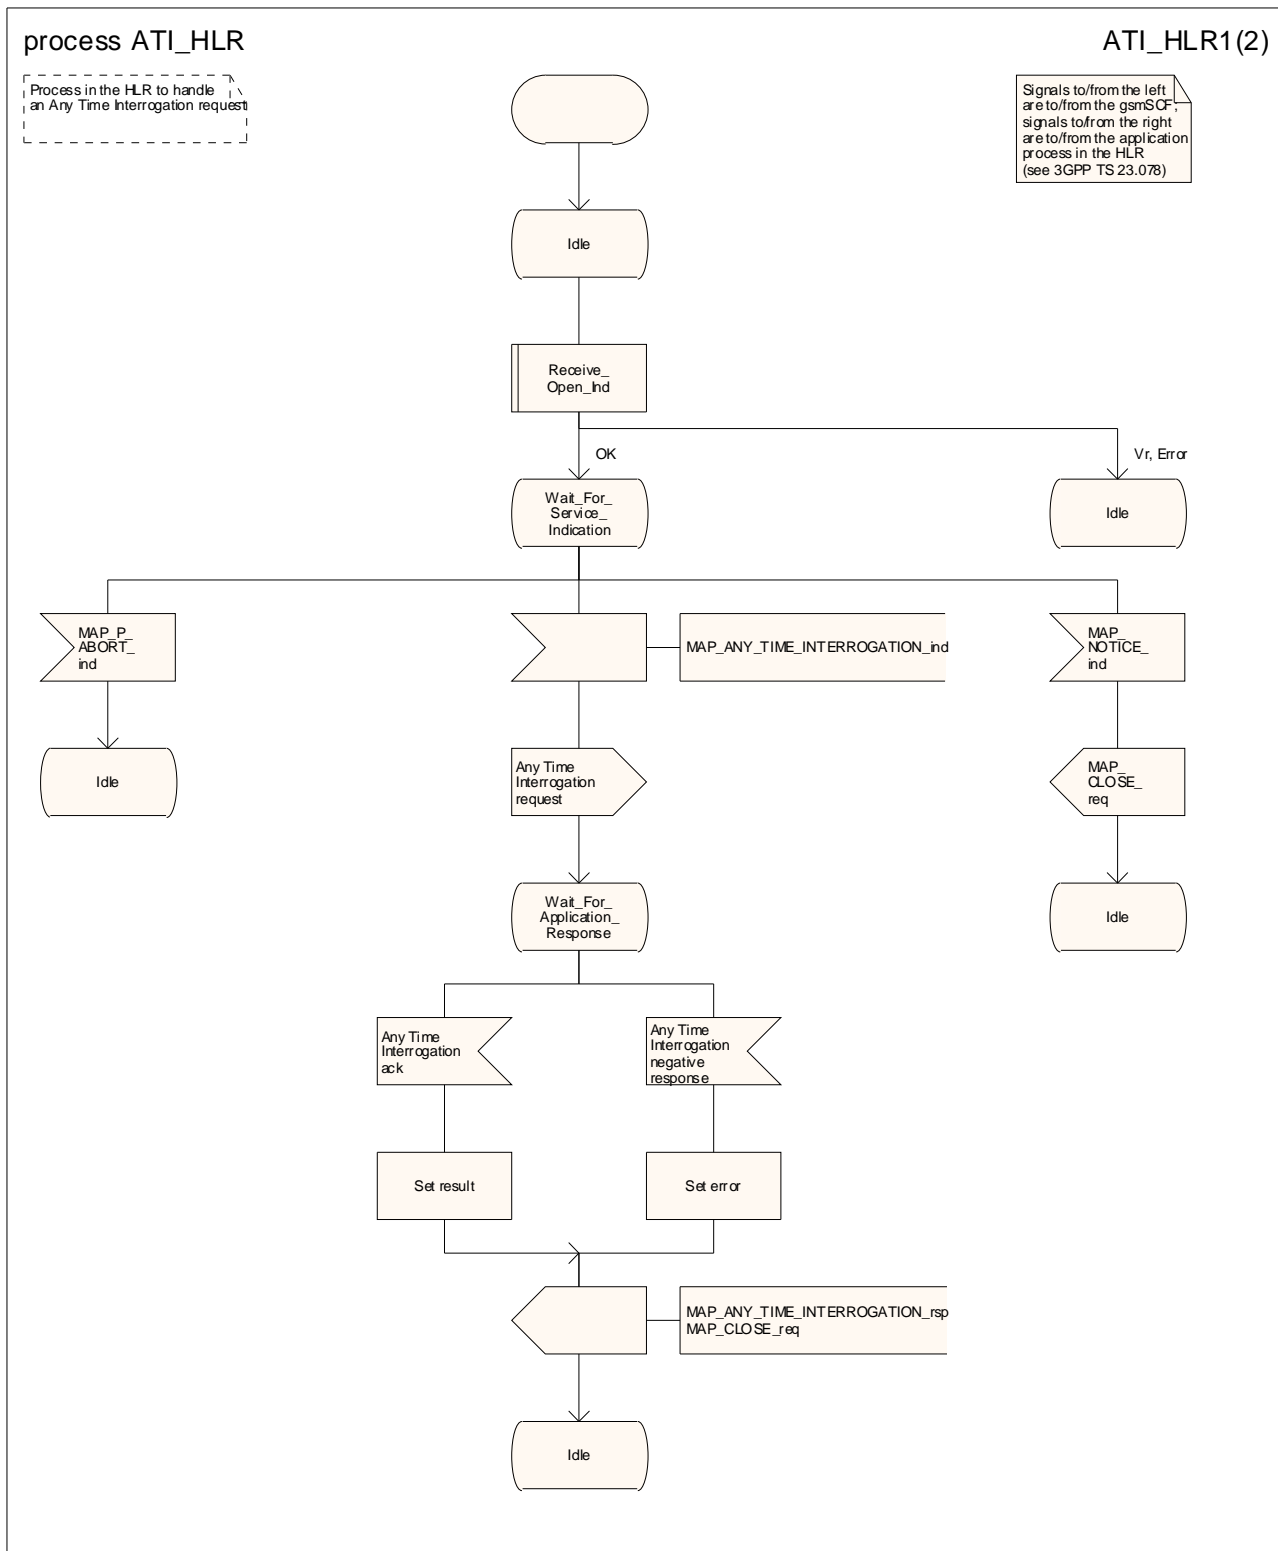 process ATI_HLR
ATI_HLR1(2)
Process in the HLR to handle
an Any Time Interrogation request
Signals to/from the left
are to/from the gsmSCF;
signals to/from the right
are to/from the application
process in the HLR
(see 3GPP TS 23.078)
Idle
Receive_
Open_Ind
OK
Vr, Error
Wait_For_
Service_
Indication
Idle
MAP_P_
ABORT_
ind
MAP_ANY_TIME_INTERROGATION_ind
MAP_
NOTICE_
ind
Idle
Any Time
Interrogation
request
MAP_
CLOSE_
req
Wait_For_
Application_
Response
Idle
Any Time
Interrogation
ack
Any Time
Interrogation
negative
response
Set result
Set error
MAP_ANY_TIME_INTERROGATION_rsp
MAP_CLOSE_req
Idle